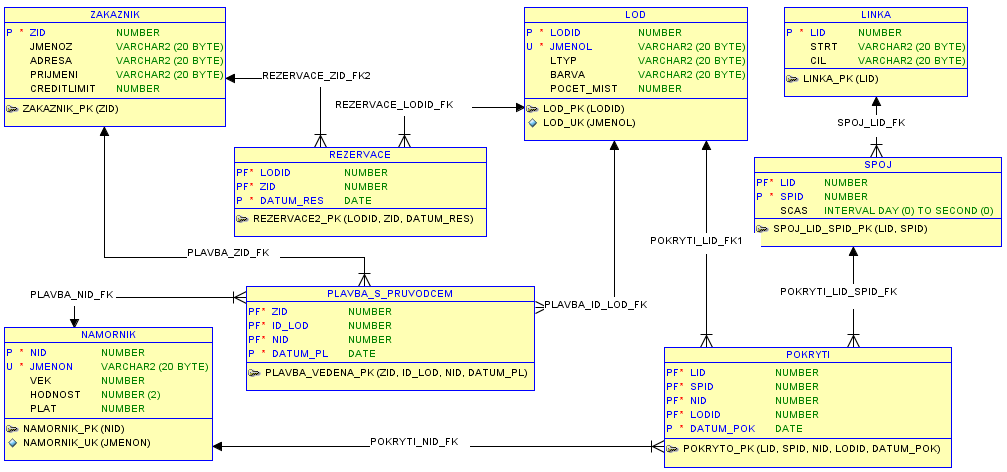 ZAKAZNIK
P * ZID NUMBER
JMENOZ VARCHAR2 (20 BYTE)
ADRESA VARCHAR2 (20 BYTE)
PRIJMENI VARCHAR2 (20 BYTE)
CREDITLIMIT NUMBER
ZAKAZNIK_PK (ZID)
LOD
P * LODID NUMBER
U * JMENOL VARCHAR2 (20 BYTE)
LTYP VARCHAR2 (20 BYTE)
BARVA VARCHAR2 (20 BYTE)
POCET_MIST NUMBER
LOD_PK (LODID)
LOD_UK (JMENOL)
LINKA
P * LID NUMBER
STRT VARCHAR2 (20 BYTE)
CIL VARCHAR2 (20 BYTE)
LINKA_PK (LID)
REZERVACE_ZID_FK2
REZERVACE_LODID_FK
SPOJ_LID_FK
REZERVACE
PF* LODID NUMBER
PF* ZID NUMBER
P * DATUM_RES DATE
REZERVACE2_PK (LODID, ZID, DATUM_RES)
SPOJ
PF* LID NUMBER
P * SPID NUMBER
SCAS INTERVAL DAY (0) TO SECOND (0)
SPOJ_LID_SPID_PK (LID, SPID)
POKRYTI_LID_FK1
PLAVBA_ZID_FK
PLAVBA_NID_FK
PLAVBA_ID_LOD_FK
POKRYTI_LID_SPID_FK
PLAVBA_S_PRUVODCEM
PF* ZID NUMBER
PF* ID_LOD NUMBER
PF* NID NUMBER
P * DATUM_PL DATE
PLAVBA_VEDENA_PK (ZID, ID_LOD, NID, DATUM_PL)
NAMORNIK
P * NID NUMBER
U * JMENON VARCHAR2 (20 BYTE)
VEK NUMBER
HODNOST NUMBER (2)
PLAT NUMBER
NAMORNIK_PK (NID)
NAMORNIK_UK (JMENON)
POKRYTI_NID_FK
POKRYTI
PF* LID NUMBER
PF* SPID NUMBER
PF* NID NUMBER
PF* LODID NUMBER
P * DATUM_POK DATE
POKRYTO_PK (LID, SPID, NID, LODID, DATUM_POK)